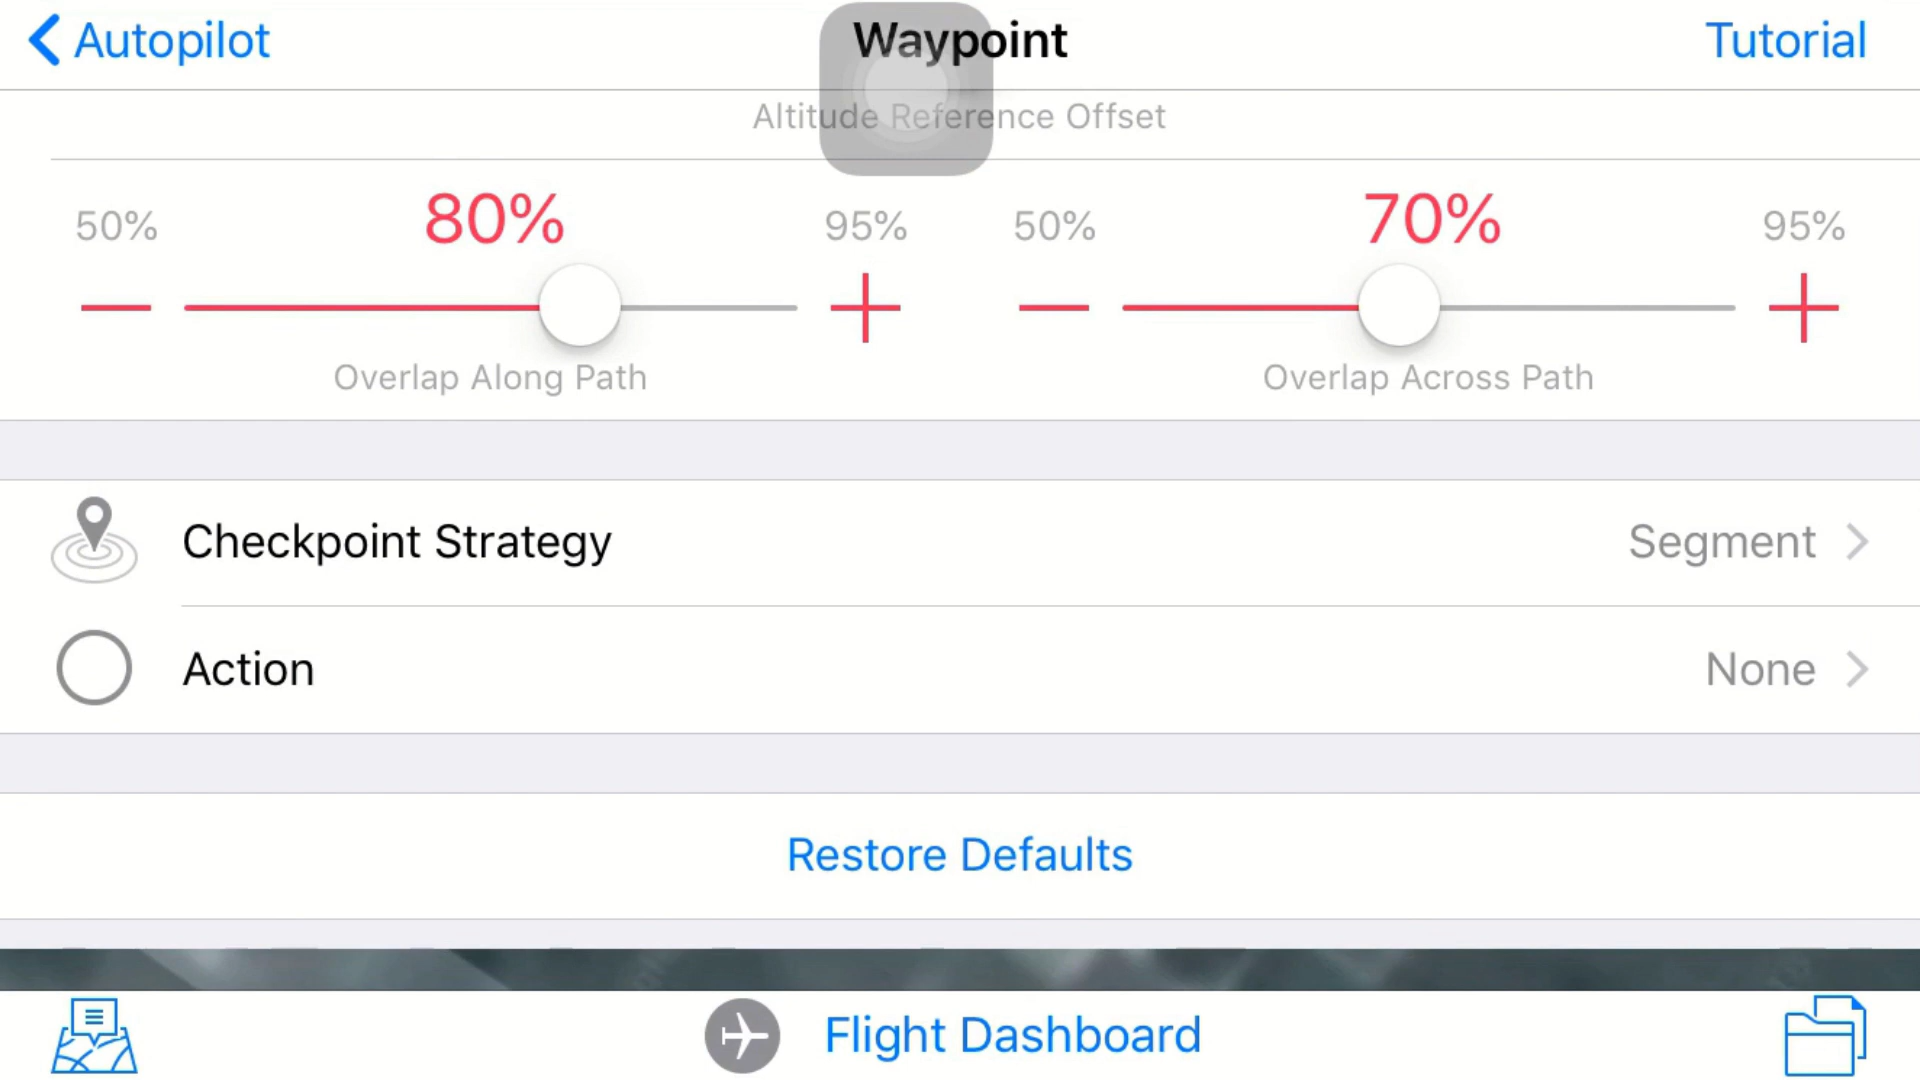 Autopilot Waypoint Tutorial
Altitude Reference Offset
50% 80% 95% 50% 70% 95%
Overlap Along Path Overlap Across Path
Checkpoint Strategy Segment
Action None
Restore Defaults
Flight Dashboard